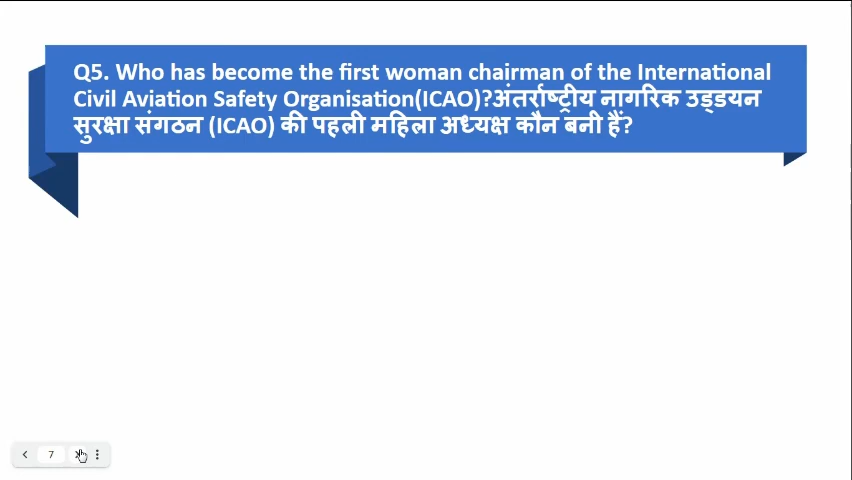 Q5. Who has become the first woman chairman of the International
Civil Aviation Safety Organisation(ICAO)?अंतर्राष्ट्रीय नागरिक उड्डयन
सुरक्षा संगठन (ICAO) की पहली महिला अध्यक्ष कौन बनी हैं?
7